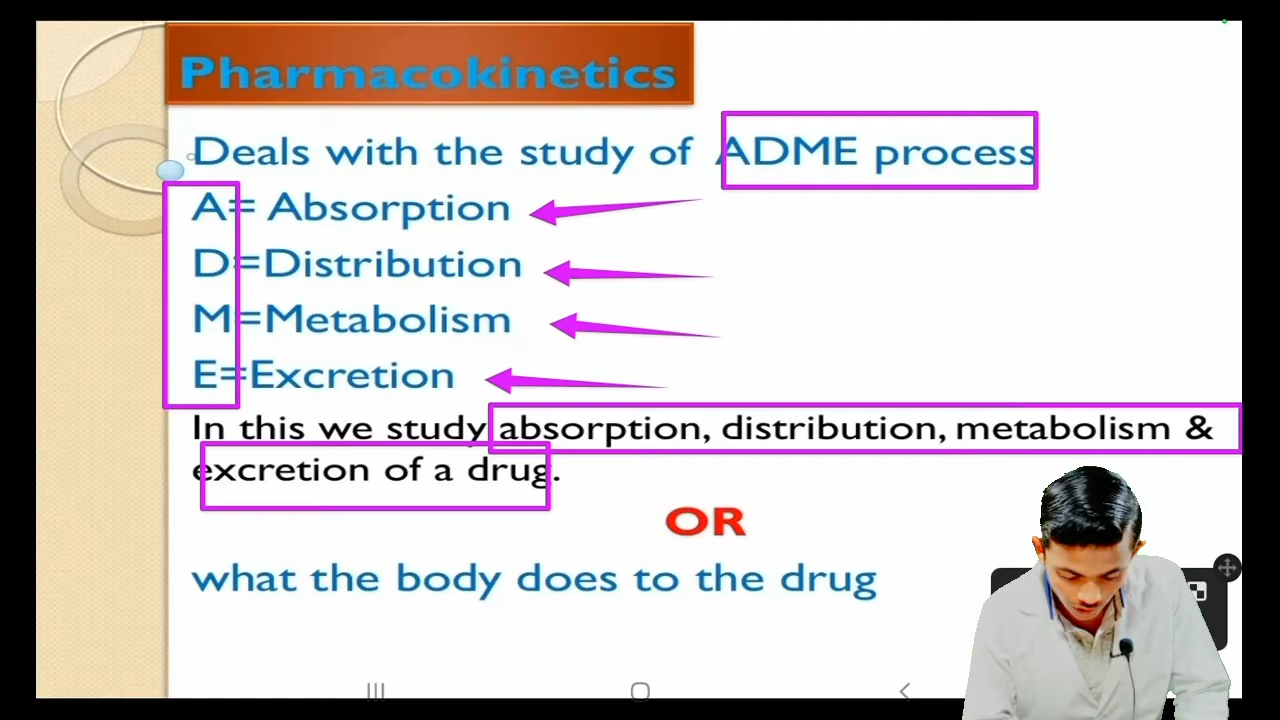 Pharmacokinetics
Deals with the study of ADME process
A= Absorption
D=Distribution
M=Metabolism
E=Excretion
In this we study absorption, distribution, metabolism &
excretion of a drug.
OR
what the body does to the drug